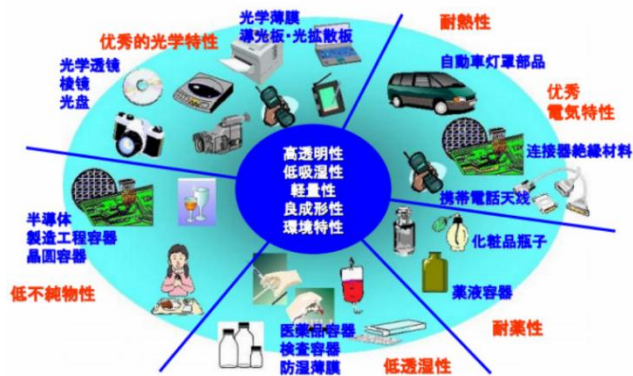 光学薄膜
導光板・光拡散板
耐熱性
优秀的光学特性
光学透镜
棱镜
光盘
自動車灯罩部品
优秀
電気特性
连接器絶縁材料
高透明性
低吸湿性
軽量性
良成形性
環境特性
携帯電話天线
半導体
製造工程容器
晶圆容器
化粧品瓶子
低不純物性
薬液容器
医薬品容器
検査容器
防湿薄膜
耐薬性
低透湿性